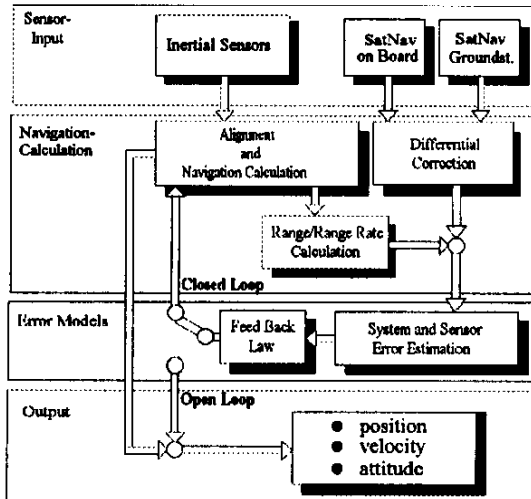 Sensor-
Input
Inertial Sensors
SatNav
on Board
SatNav
Groundst.
Navigation-
Calculation
Alignment
and
Navigation Calculation
Differential
Correction
Range/Range Rate
Calculation
Closed Loop
Error Models
Feed Back
Law
System and Sensor
Error Estimation
Open Loop
Output
position
velocity
attitude